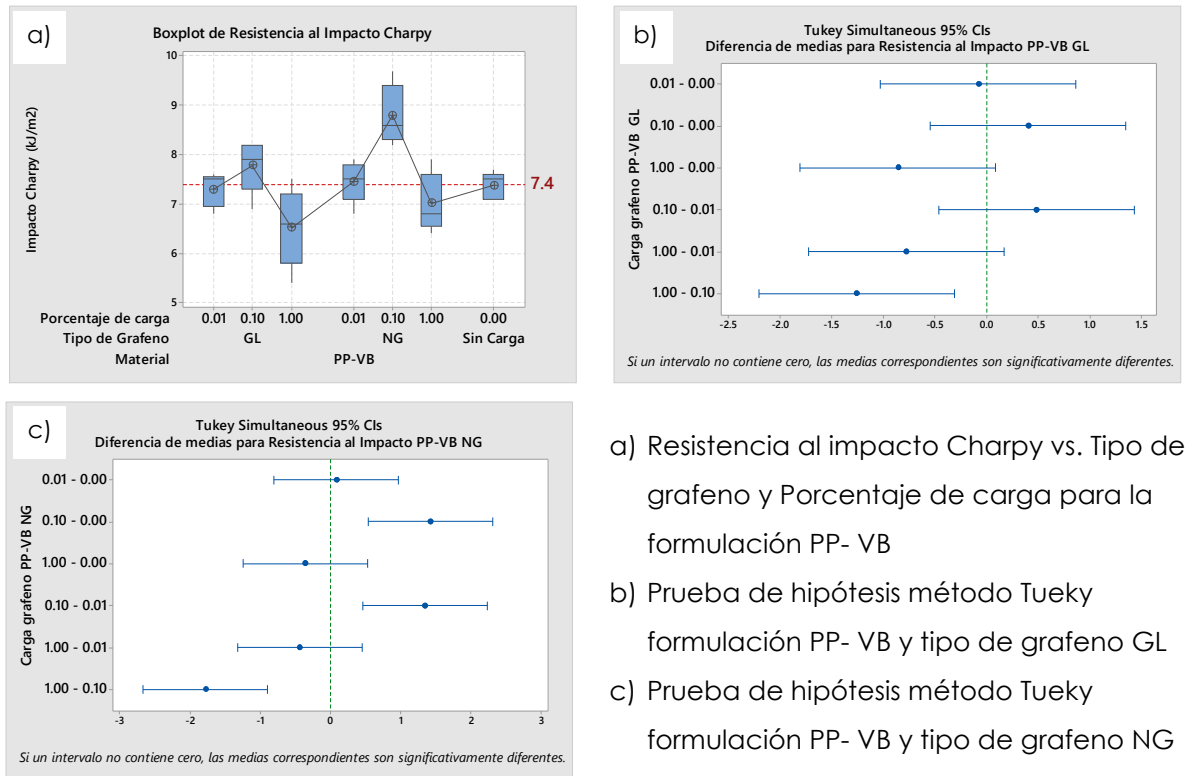 a)
Boxplot de Resistencia al Impacto Charpy
Impacto Charpy (kJ/m2)
10
9
8
7
6
5
7.4
Porcentaje de carga 0.01 0.10 1.00 0.01 0.10 1.00 0.00
Tipo de Grafeno GL NG Sin Carga
Material PP-VB
b)
Tukey Simultaneous 95% CIs
Diferencia de medias para Resistencia al Impacto PP-VB GL
Carga grafeno PP-VB GL
0.01 - 0.00
0.10 - 0.00
1.00 - 0.00
0.10 - 0.01
1.00 - 0.01
1.00 - 0.10
-2.5 -2.0 -1.5 -1.0 -0.5 0.0 0.5 1.0 1.5
Si un intervalo no contiene cero, las medias correspondientes son significativamente diferentes.
c)
Tukey Simultaneous 95% CIs
Diferencia de medias para Resistencia al Impacto PP-VB NG
Carga grafeno PP-VB NG
0.01 - 0.00
0.10 - 0.00
1.00 - 0.00
0.10 - 0.01
1.00 - 0.01
1.00 - 0.10
-3 -2 -1 0 1 2 3
Si un intervalo no contiene cero, las medias correspondientes son significativamente diferentes.
a) Resistencia al impacto Charpy vs. Tipo de
grafeno y Porcentaje de carga para la
formulación PP- VB
b) Prueba de hipótesis método Tueky
formulación PP- VB y tipo de grafeno GL
c) Prueba de hipótesis método Tueky
formulación PP- VB y tipo de grafeno NG